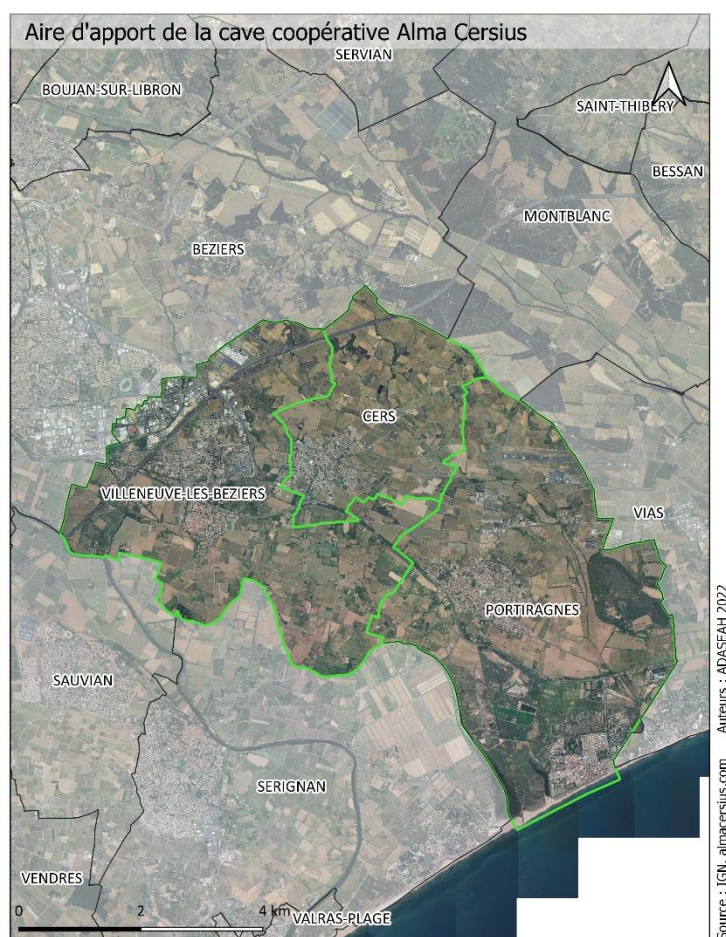 Aire d'apport de la cave coopérative Alma Cersius
SERVIAN
BOUJAN-SUR-LIBRON
SAINT-THIBERY
BESSAN
MONTBLANC
BEZIERS
CERS
VILLENEUVE-LES-BEZIERS
VIAS
PORTIRAGNES
SAUVIAN
SERIGNAN
VENDRES
0 2 4 km
VALRAS-PLAGE
Source : IGN, almacersius.com Auteurs : ADASEAH 2022